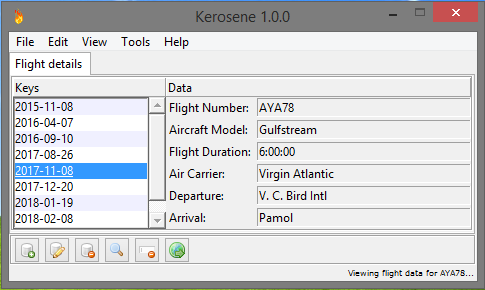 Kerosene 1.0.0
File Edit View Tools Help
Flight details
Keys Data
2015-11-08
2016-04-07
2016-09-10
2017-08-26
2017-11-08
2017-12-20
2018-01-19
2018-02-08
Flight Number: AYA78
Aircraft Model: Gulfstream
Flight Duration: 6:00:00
Air Carrier: Virgin Atlantic
Departure: V. C. Bird Intl
Arrival: Pamol
Viewing flight data for AYA78...